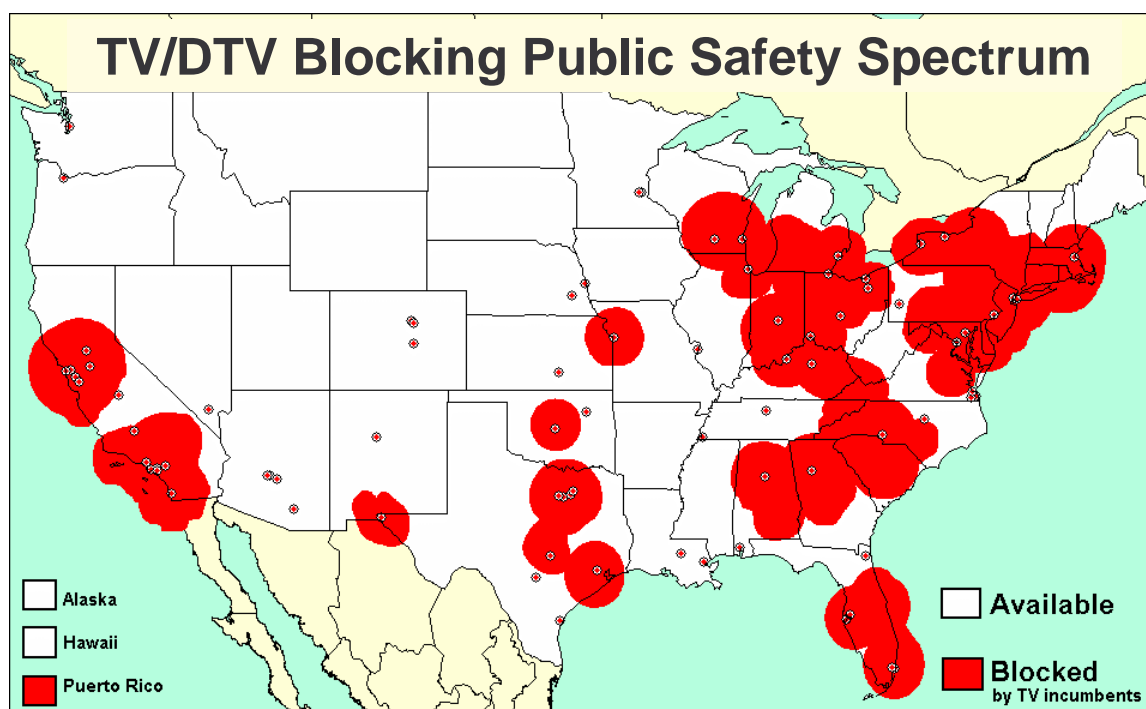 TV/DTV Blocking Public Safety Spectrum
Alaska
Hawaii
Puerto Rico
Available
Blocked
by TV incumbents